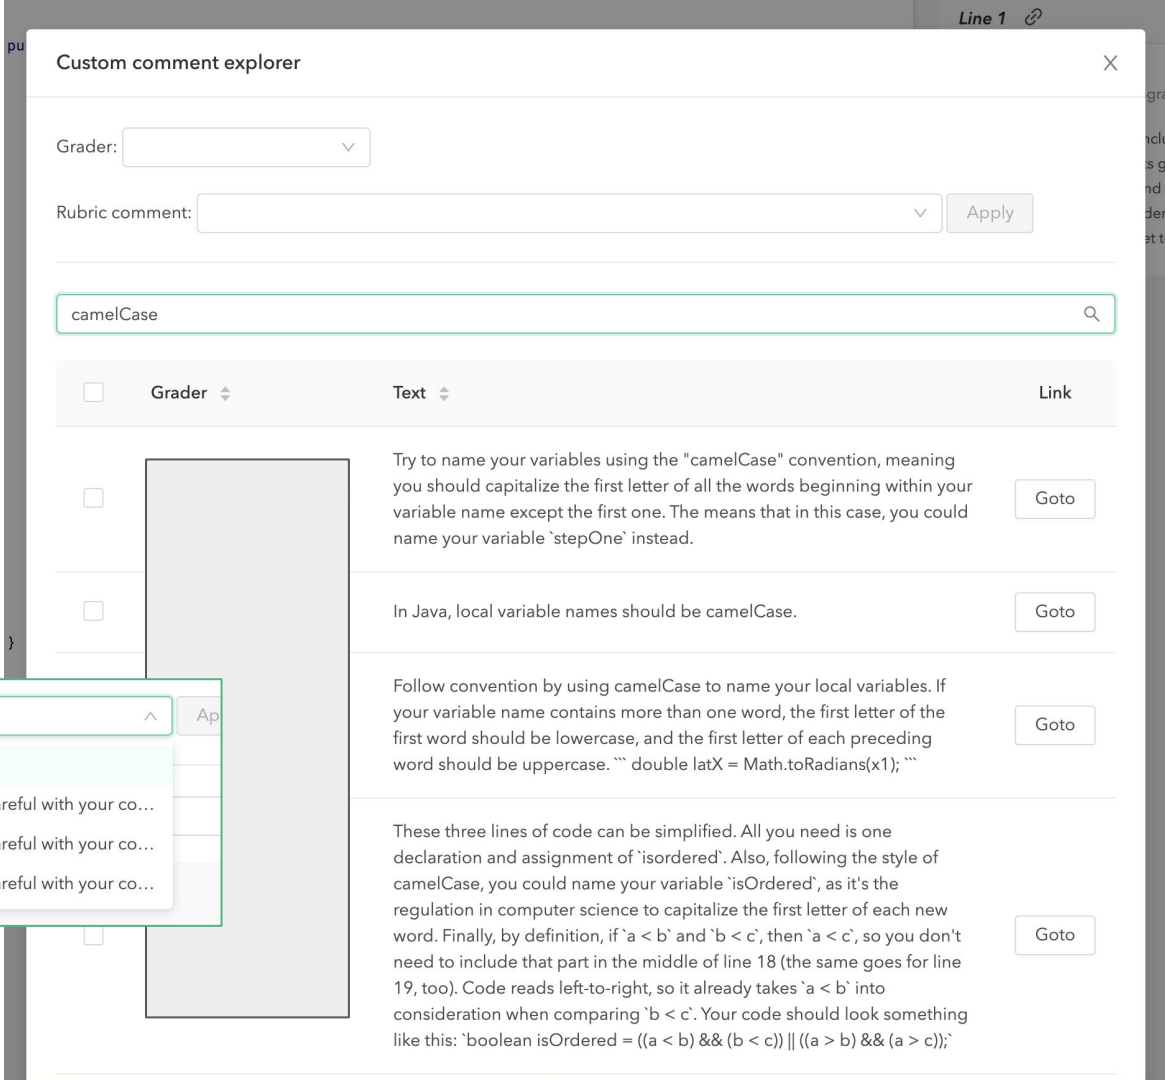 Line 1
pu
Custom comment explorer
Grader:
Rubric comment:
Apply
camelCase
Grader Text Link
Try to name your variables using the "camelCase" convention, meaning
you should capitalize the first letter of all the words beginning within your
variable name except the first one. The means that in this case, you could
name your variable `stepOne` instead.
Goto
In Java, local variable names should be camelCase.
Goto
}
Follow convention by using camelCase to name your local variables. If
your variable name contains more than one word, the first letter of the
first word should be lowercase, and the first letter of each preceding
word should be uppercase. ``` double latX = Math.toRadians(x1); ```
Goto
Ap
reful with your co...
reful with your co...
reful with your co...
These three lines of code can be simplified. All you need is one
declaration and assignment of `isordered`. Also, following the style of
camelCase, you could name your variable `isOrdered`, as it's the
regulation in computer science to capitalize the first letter of each new
word. Finally, by definition, if `a < b` and `b < c`, then `a < c`, so you don't
need to include that part in the middle of line 18 (the same goes for line
19, too). Code reads left-to-right, so it already takes `a < b` into
consideration when comparing `b < c`. Your code should look something
like this: `boolean isOrdered = ((a < b) && (b < c)) || ((a > b) && (a > c));`
Goto